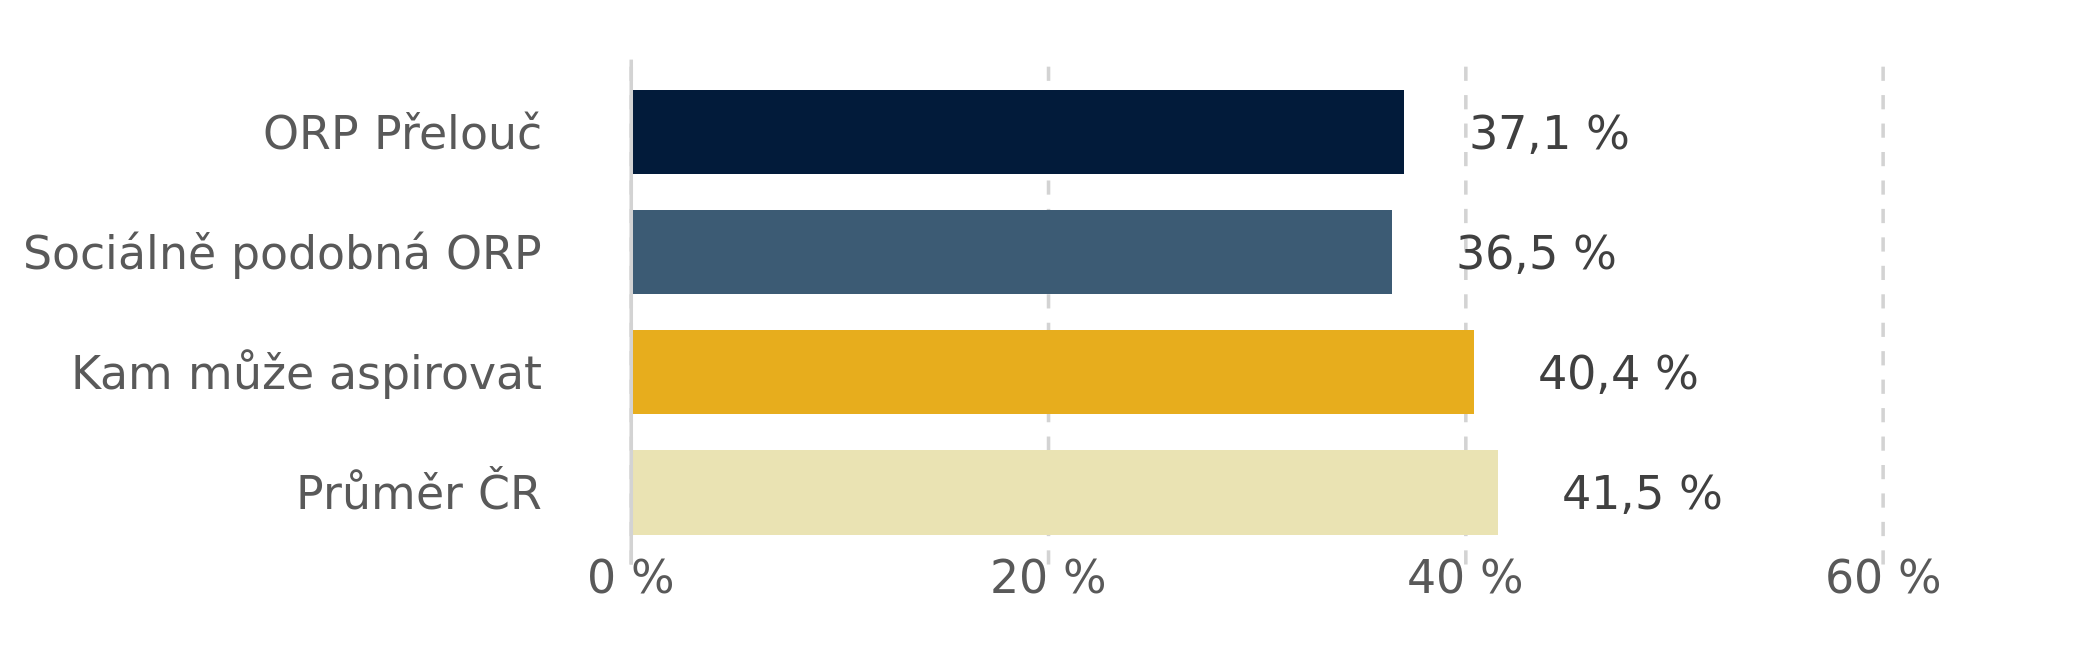 ORP Přelouč 37,1 %
Sociálně podobná ORP 36,5 %
Kam může aspirovat 40,4 %
Průměr ČR 41,5 %
0 % 20 % 40 % 60 %